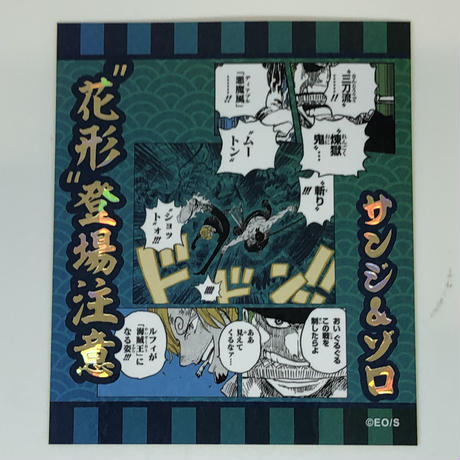 "花形"登場注意
サンジ&ゾロ
"三刀流"
……!!
『悪魔風』
………!!
"煉獄
鬼"…
"ムー
トン"
"斬り"
!!!
"ショッ
ト"ォ!!!
ドドン!!
!!!!
おいぐるぐる
この戦を
制したらよ
ああ
見えて
くるなァ…
ルフィが
『海賊王』に
なる姿!!!
©EO/S